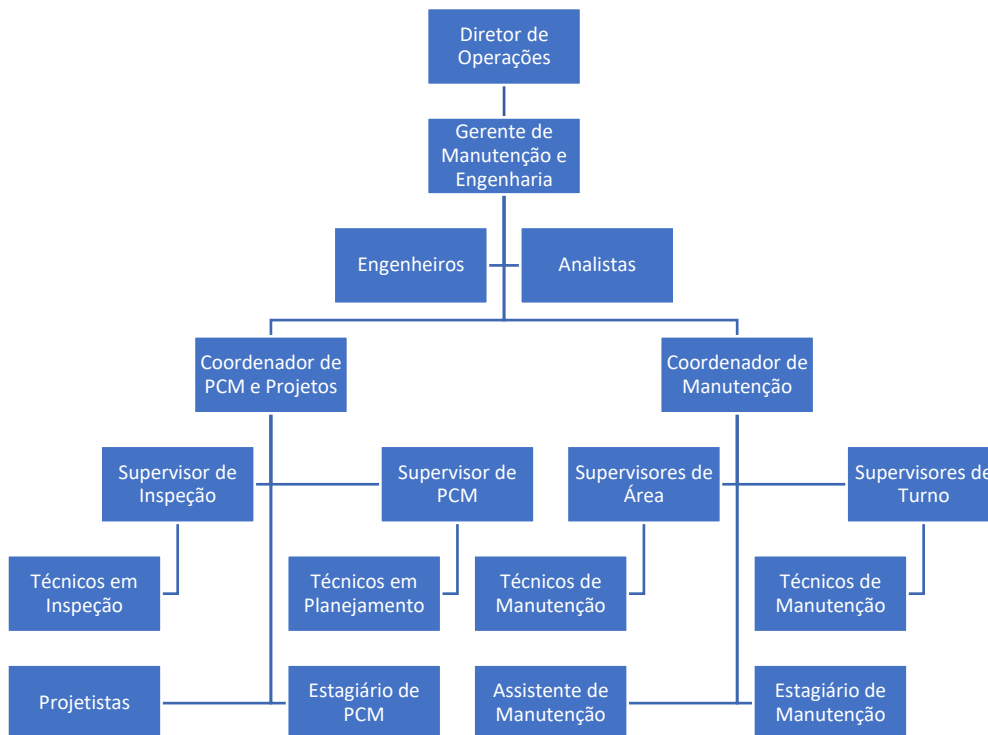 Diretor de
Operações
Gerente de
Manutenção e
Engenharia
Engenheiros
Analistas
Coordenador de
PCM e Projetos
Coordenador de
Manutenção
Supervisor de
Inspeção
Supervisor de
PCM
Supervisores de
Área
Supervisores de
Turno
Técnicos em
Inspeção
Técnicos em
Planejamento
Técnicos de
Manutenção
Técnicos de
Manutenção
Projetistas
Estagiário de
PCM
Assistente de
Manutenção
Estagiário de
Manutenção